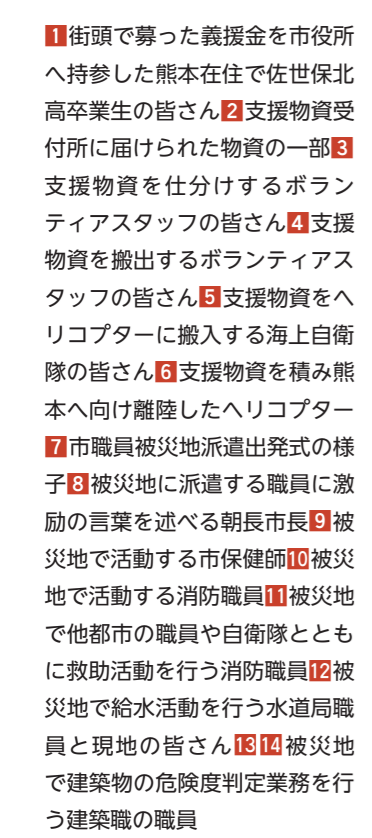 1街頭で募った義援金を市役所
へ持参した熊本在住で佐世保北
高卒業生の皆さん2支援物資受
付所に届けられた物資の一部3
支援物資を仕分けするボラン
ティアスタッフの皆さん4支援
物資を搬出するボランティアス
タッフの皆さん5支援物資をヘ
リコプターに搬入する海上自衛
隊の皆さん6支援物資を積み熊
本へ向け離陸したヘリコプター
7市職員被災地派遣出発式の様
子8被災地に派遣する職員に激
励の言葉を述べる朝長市長9被
災地で活動する市保健師10被災
地で活動する消防職員11被災地
で他都市の職員や自衛隊ととも
に救助活動を行う消防職員12被
災地で給水活動を行う水道局職
員と現地の皆さん13 14被災地
で建築物の危険度判定業務を行
う建築職の職員